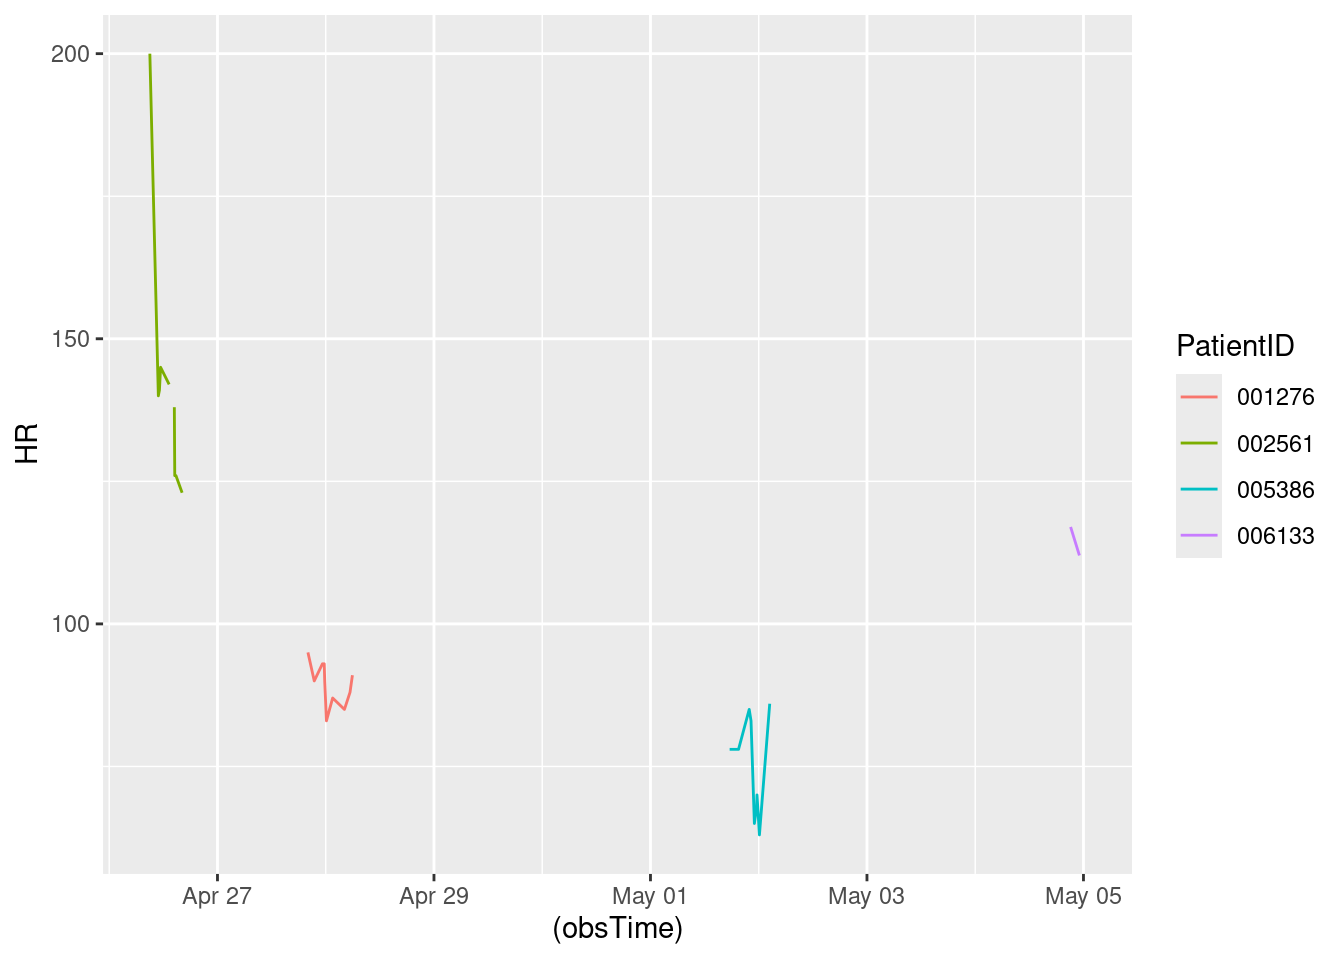 200
150
100
HR
Apr 27
Apr 29
May 01
May 03
May 05
(obsTime)
PatientID
001276
002561
005386
006133